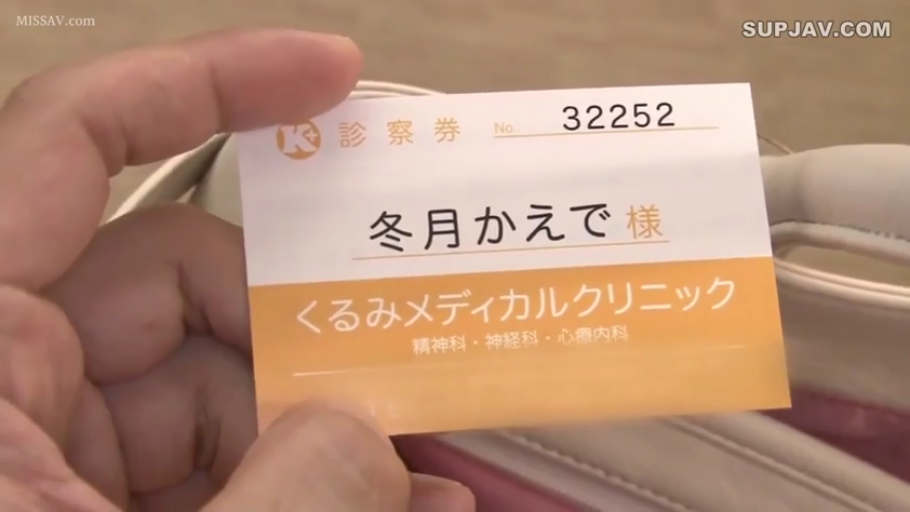 MISSAV.com
SUPJAV.COM
K+ 診察券 No. 32252
冬月かえで 様
くるみメディカルクリニック
精神科・神経科・心療内科